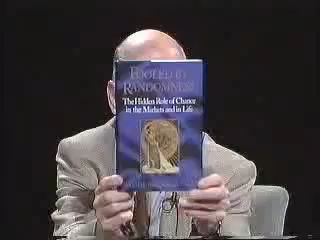 FOOLED BY
RANDOMNESS
The Hidden Role of Chance
in the Markets and in Life